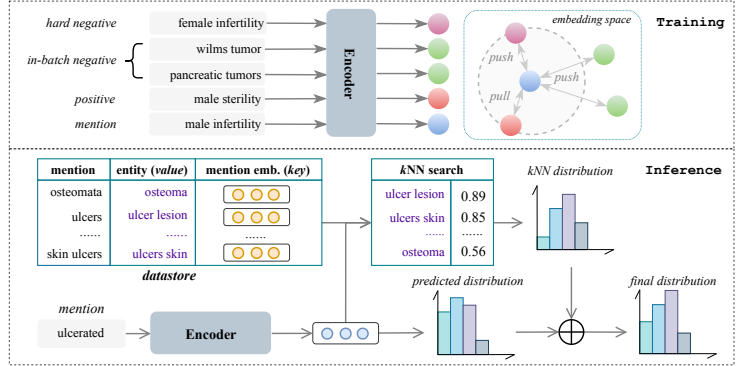 Training
hard negative
female infertility
in-batch negative
wilms tumor
pancreatic tumors
positive
male sterility
mention
male infertility
Encoder
embedding space
push
push
pull
Inference
mention entity (value) mention emb. (key)
osteomata osteoma
ulcers ulcer lesion
...... ...... ......
skin ulcers ulcers skin
datastore
kNN search
ulcer lesion 0.89
ulcers skin 0.85
...... ......
osteoma 0.56
kNN distribution
mention
ulcerated
Encoder
predicted distribution
final distribution